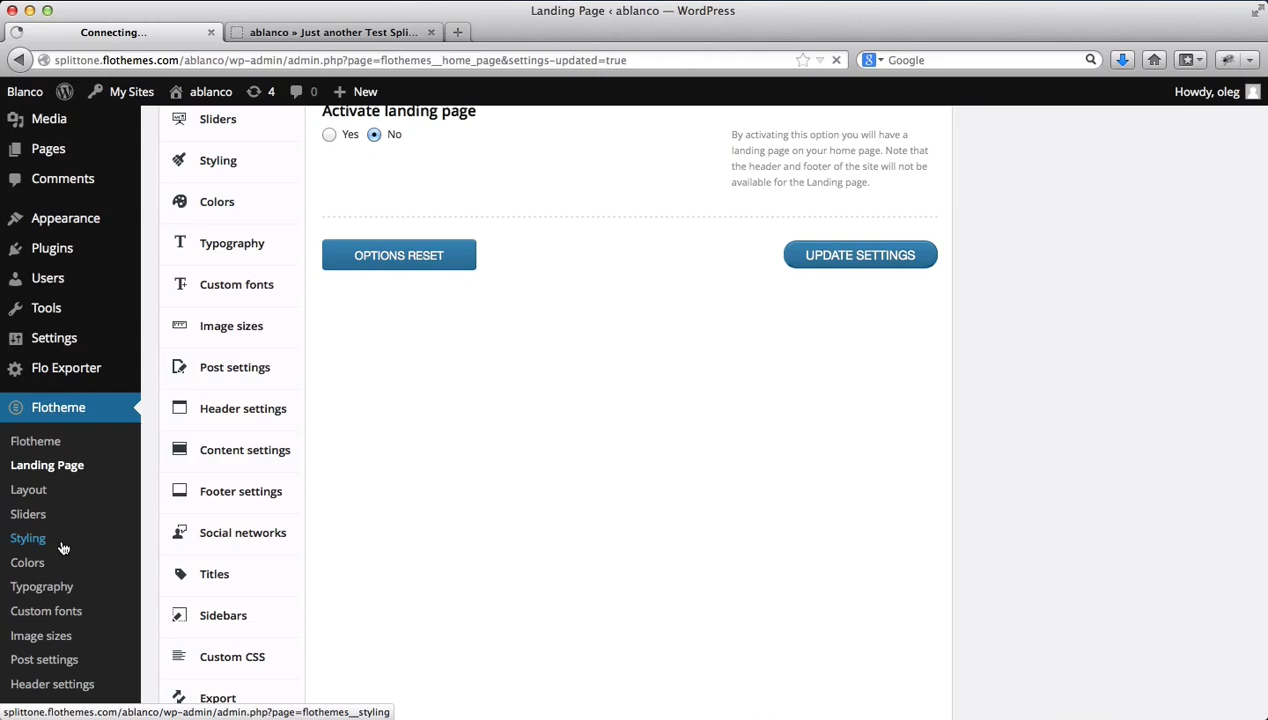 Landing Page ‹ ablanco — WordPress
Connecting...
ablanco » Just another Test Spli...
splittone.flothemes.com/ablanco/wp-admin/admin.php?page=flothemes__home_page&settings-updated=true
Google
Blanco
My Sites
ablanco
4
0
New
Howdy, oleg
Media
Pages
Comments
Appearance
Plugins
Users
Tools
Settings
Flo Exporter
Flotheme
Flotheme
Landing Page
Layout
Sliders
Styling
Colors
Typography
Custom fonts
Image sizes
Post settings
Header settings
Sliders
Styling
Colors
Typography
Custom fonts
Image sizes
Post settings
Header settings
Content settings
Footer settings
Social networks
Titles
Sidebars
Custom CSS
Export
Activate landing page
Yes
No
By activating this option you will have a
landing page on your home page. Note that
the header and footer of the site will not be
available for the Landing page.
OPTIONS RESET
UPDATE SETTINGS
splittone.flothemes.com/ablanco/wp-admin/admin.php?page=flothemes__styling